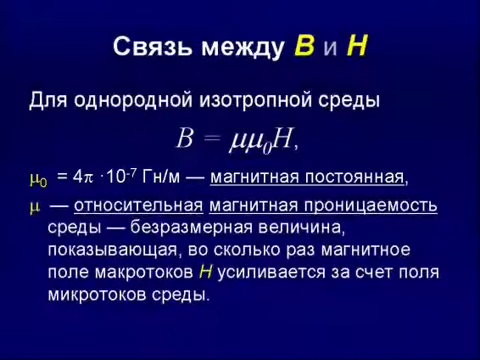 Связь между B и H
Для однородной изотропной среды
B = μμ₀H,
μ₀ = 4π ·10⁻⁷ Гн/м — магнитная постоянная,
μ — относительная магнитная проницаемость
среды — безразмерная величина,
показывающая, во сколько раз магнитное
поле макротоков H усиливается за счет поля
микротоков среды.